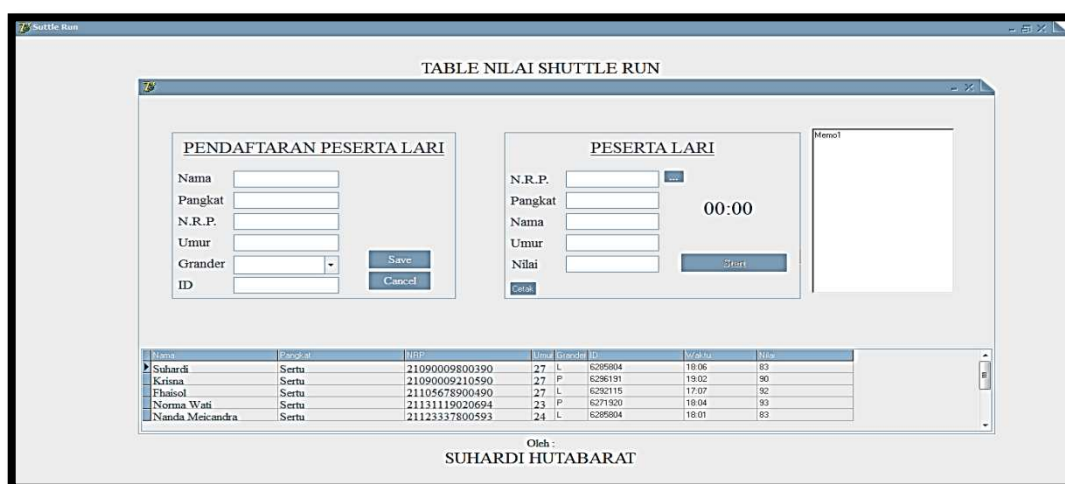 Suttle Run
TABLE NILAI SHUTTLE RUN
PENDAFTARAN PESERTA LARI
Nama
Pangkat
N.R.P.
Umur
Grander
ID
Save
Cancel
PESERTA LARI
N.R.P. ...
Pangkat
Nama
Umur
Nilai
00:00
Start
Cetak
Memo1
Nama Pangkat NRP Umur Grander ID Waktu Nilai
Suhardi Sertu 21090009800390 27 L 6285804 18:06 83
Krisna Sertu 21090009210590 27 P 6296191 19:02 90
Fhaisol Sertu 21105678900490 27 L 6292115 17:07 92
Norma Wati Sertu 21131119020694 23 P 6271920 18:04 93
Nanda Meicandra Sertu 21123337800593 24 L 6285804 18:01 83
Oleh :
SUHARDI HUTABARAT